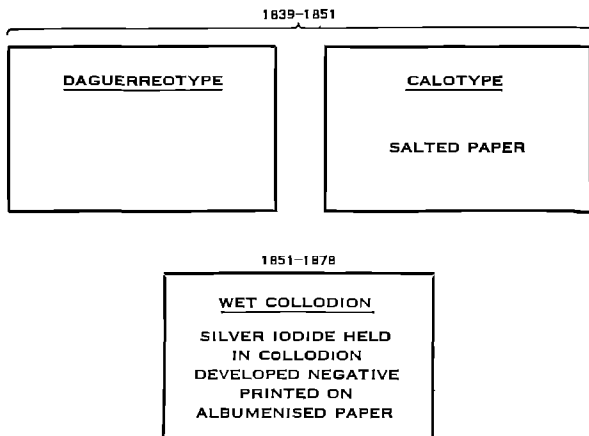 1839–1851
DAGUERREOTYPE
CALOTYPE
SALTED PAPER
1851–1878
WET COLLODION
SILVER IODIDE HELD
IN COLLODION
DEVELOPED NEGATIVE
PRINTED ON
ALBUMENISED PAPER